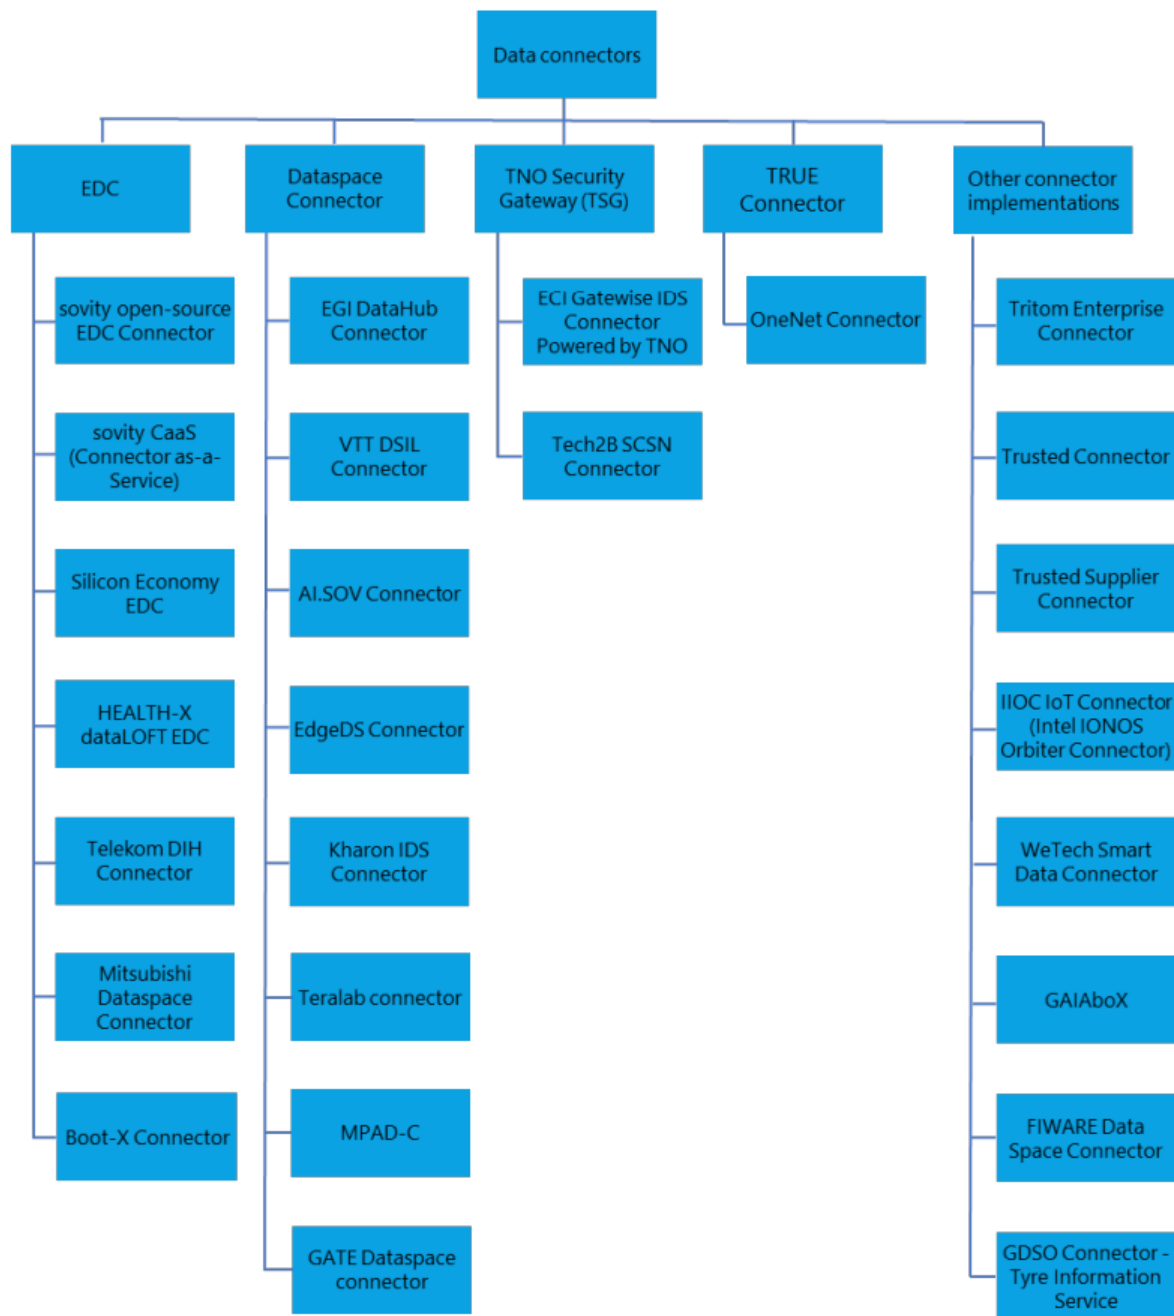 Data connectors
EDC
Dataspace
Connector
TNO Security
Gateway (TSG)
TRUE
Connector
Other connector
implementations
sovity open-source
EDC Connector
sovity CaaS
(Connector as-a-
Service)
Silicon Economy
EDC
HEALTH-X
dataLOFT EDC
Telekom DIH
Connector
Mitsubishi
Dataspace
Connector
Boot-X Connector
EGI DataHub
Connector
VTT DSIL
Connector
AI.SOV Connector
EdgeDS Connector
Kharon IDS
Connector
Teralab connector
MPAD-C
GATE Dataspace
connector
ECI Gatewise IDS
Connector
Powered by TNO
Tech2B SCSN
Connector
OneNet Connector
Tritom Enterprise
Connector
Trusted Connector
Trusted Supplier
Connector
IIOC IoT Connector
(Intel IONOS
Orbiter Connector)
WeTech Smart
Data Connector
GAIAboX
FIWARE Data
Space Connector
GDSO Connector -
Tyre Information
Service